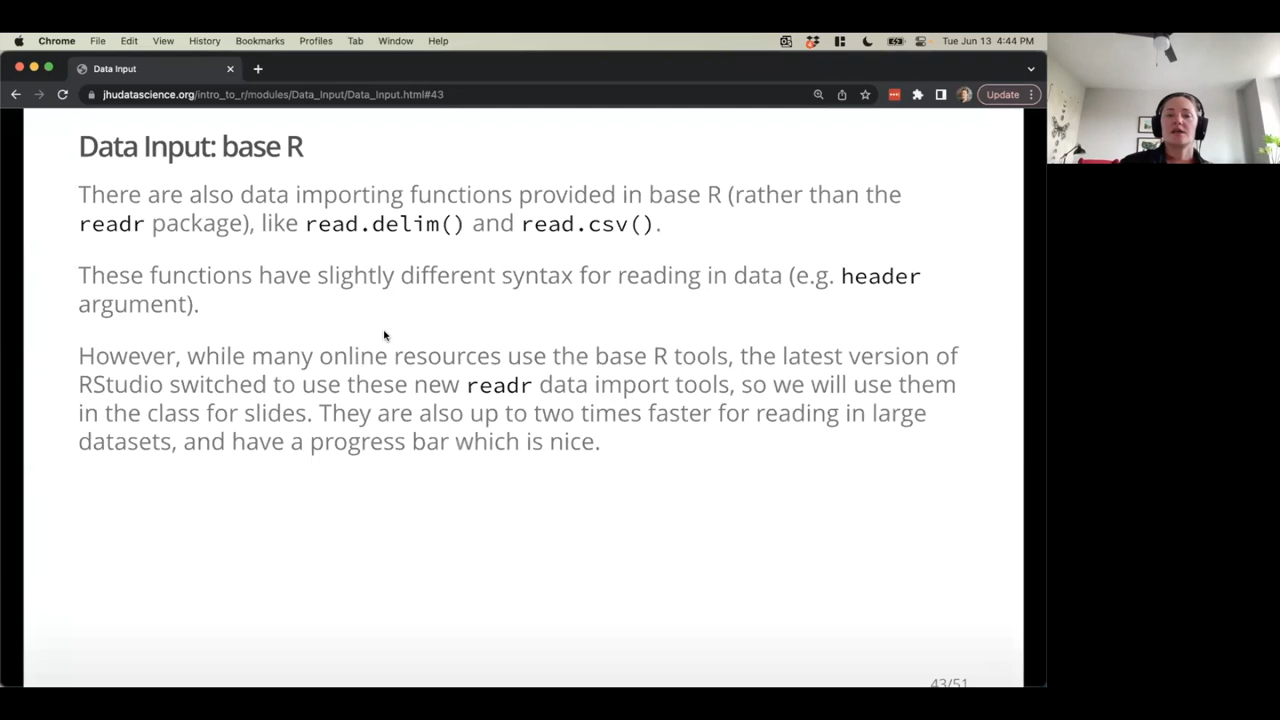 Chrome File Edit View History Bookmarks Profiles Tab Window Help Tue Jun 13 4:44 PM
Data Input
jhudatascience.org/intro_to_r/modules/Data_Input/Data_Input.html#43 Update
Data Input: base R
There are also data importing functions provided in base R (rather than the
readr package), like read.delim() and read.csv().
These functions have slightly different syntax for reading in data (e.g. header
argument).
However, while many online resources use the base R tools, the latest version of
RStudio switched to use these new readr data import tools, so we will use them
in the class for slides. They are also up to two times faster for reading in large
datasets, and have a progress bar which is nice.
43/51